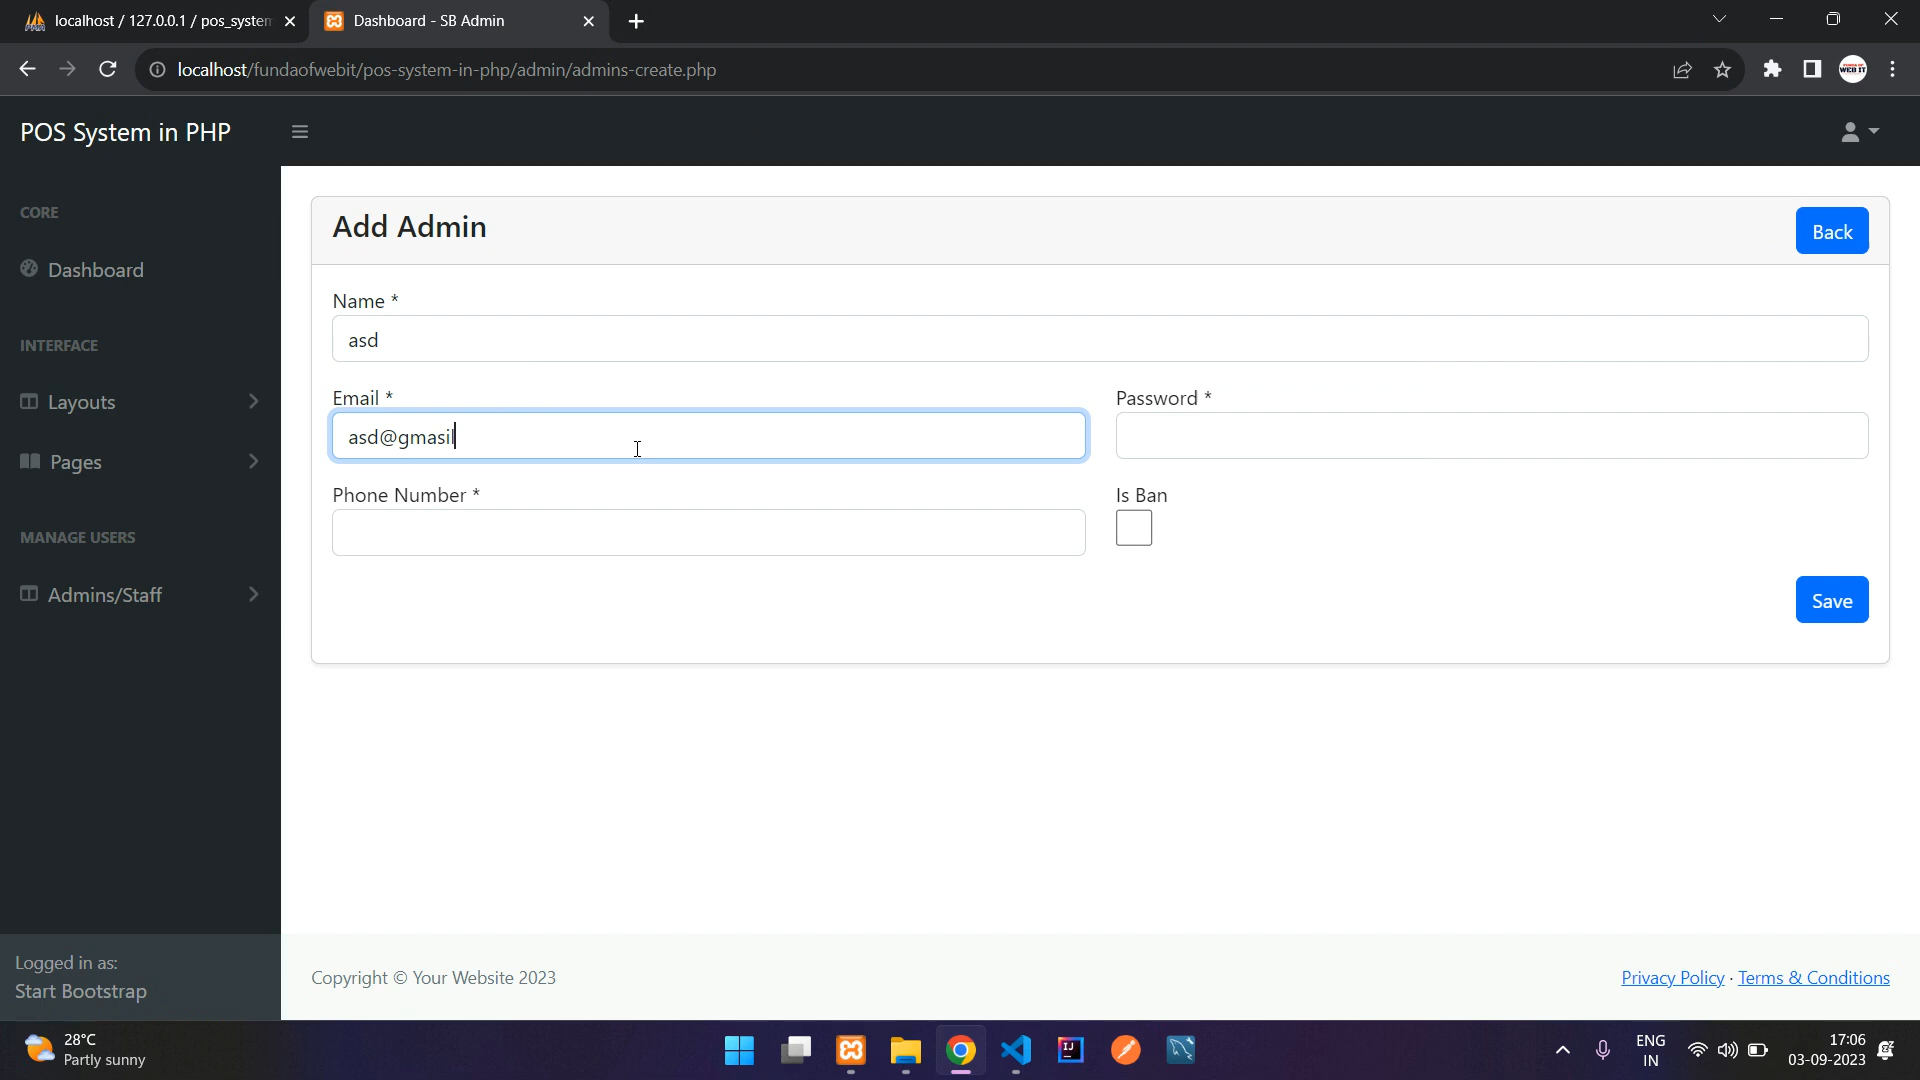 localhost / 127.0.0.1 / pos_system
Dashboard - SB Admin
localhost/fundaofwebit/pos-system-in-php/admin/admins-create.php
WEB IT
POS System in PHP
CORE
Dashboard
INTERFACE
Layouts
Pages
MANAGE USERS
Admins/Staff
Logged in as:
Start Bootstrap
Add Admin
Back
Name *
asd
Email *
Password *
asd@gmasil
Phone Number *
Is Ban
Save
Copyright © Your Website 2023
Privacy Policy · Terms & Conditions
28°C
Partly sunny
IJ
ENG
IN
17:06
03-09-2023